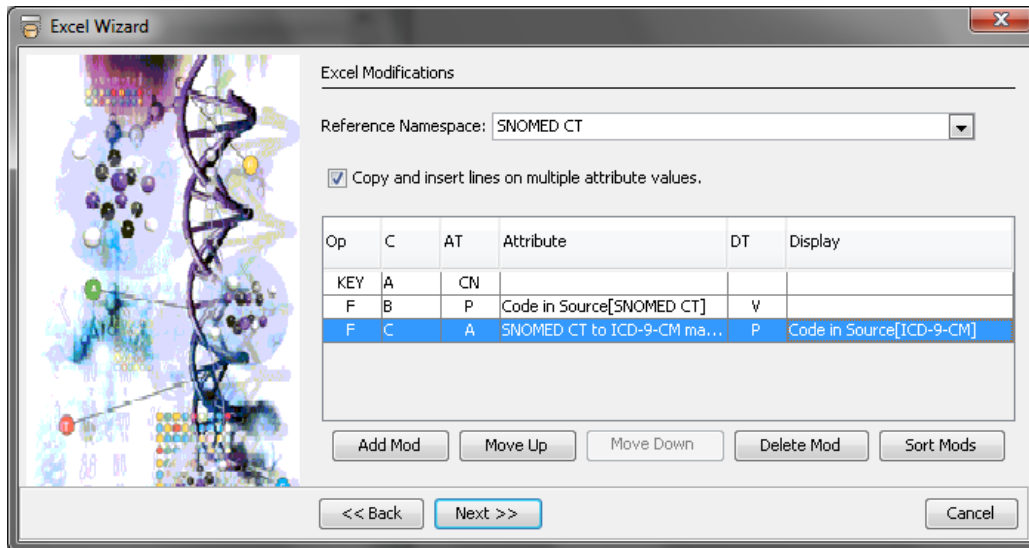 Excel Wizard
Excel Modifications
Reference Namespace: SNOMED CT
Copy and insert lines on multiple attribute values.
Op C AT Attribute DT Display
KEY A CN
F B P Code in Source[SNOMED CT] V
F C A SNOMED CT to ICD-9-CM ma... P Code in Source[ICD-9-CM]
Add Mod Move Up Move Down Delete Mod Sort Mods
<< Back Next >> Cancel